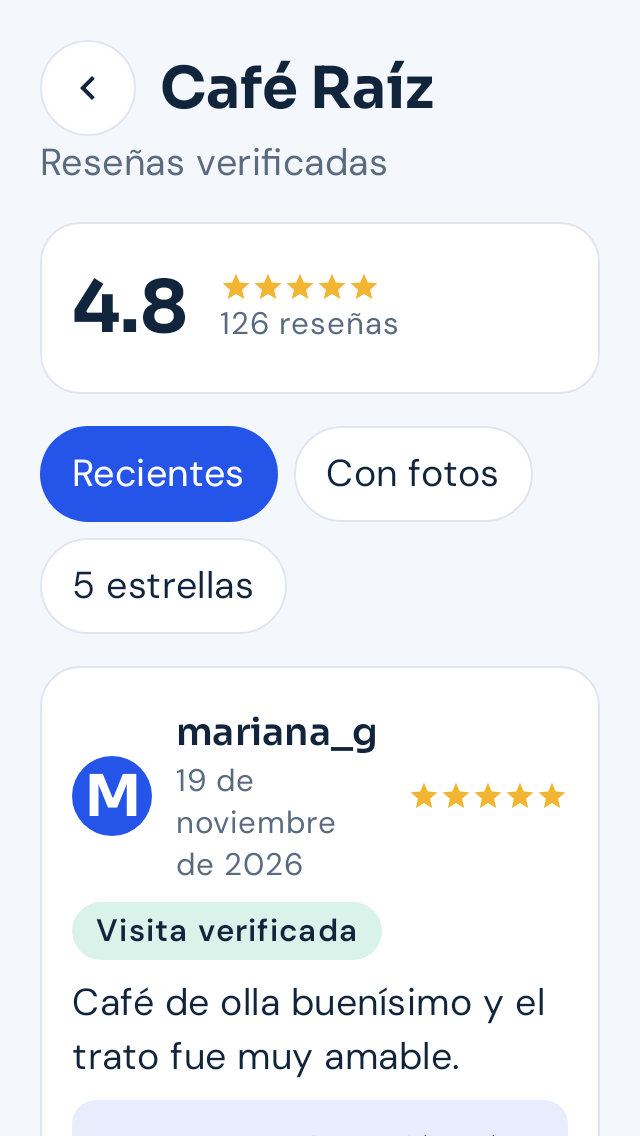 Café Raíz
Reseñas verificadas
4.8
126 reseñas
Recientes
Con fotos
5 estrellas
mariana_g
M
19 de
noviembre
de 2026
Visita verificada
Café de olla buenísimo y el
trato fue muy amable.